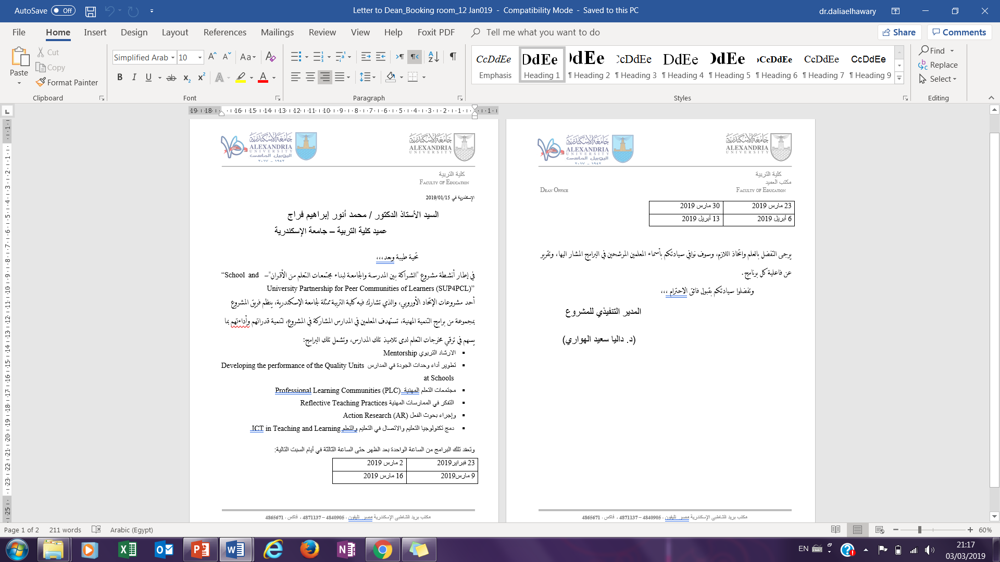 AutoSave Off
Letter to Dean_Booking room_12 Jan019 - Compatibility Mode - Saved to this PC
dr.daliaelhawary
File Home Insert Design Layout References Mailings Review View Help Foxit PDF Tell me what you want to do
Share Comments
Paste
Cut
Copy
Format Painter
Clipboard
Simplified Arab 10
Font
Paragraph
CcDdEe DdEe DdEe CcDdEe DdEe DdEe CcDdEe CcDdEe CcDdEe
Emphasis Heading 1 ¶ Heading 2 ¶ Heading 3 ¶ Heading 4 ¶ Heading 5 ¶ Heading 6 ¶ Heading 7 ¶ Heading 9
Styles
Find
Replace
Select
Editing
19 18 16 15 14 13 12 11 10 9 8 7 6 5 4 3 2 1 1
جامعة الإسكندرية
ALEXANDRIA
UNIVERSITY
اليوبيل الماسى
١٩٤٢ - ٢٠١٧
جامعة الإسكندرية
ALEXANDRIA
UNIVERSITY
كلية التربية
FACULTY OF EDUCATION
الإسكندرية في 2019/01/15
السيد الأستاذ الدكتور / محمد أنور إبراهيم فراج
عميد كلية التربية – جامعة الإسكندرية
تحية طيبة وبعد،،،
في إطار أنشطة مشروع "الشراكة بين المدرسة والجامعة لبناء مجتمعات التعلم من الأقران"– “School and
University Partnership for Peer Communities of Learners (SUP4PCL)”
أحد مشروعات الإتحاد الأوروبي، والذي تشارك فيه كلية التربية ممثلة لجامعة الإسكندرية، ينظم فريق المشروع
مجموعة من برامج التنمية المهنية، تستهدف المعلمين في المدارس المشاركة في المشروع، لتنمية قدراتهم وأداءتهم بما
يسهم في ترقي مخرجات التعلم لدى تلاميذ تلك المدارس، وتشمل تلك البرامج:
▪ الارشاد التربوي Mentorship
▪ تطوير أداء وحدات الجودة في المدارس Developing the performance of the Quality Units
at Schools
▪ مجتمعات التعلم المهنية Professional Learning Communities (PLC)
▪ التفكر في الممارسات المهنية Reflective Teaching Practices
▪ وإجراء بحوث الفعل Action Research (AR)
▪ دمج تكنولوجيا التعليم والاتصال في التعليم والتعلم ICT in Teaching and Learning
وتعقد تلك البرامج من الساعة الواحدة بعد الظهر حتى الساعة الثالثة في أيام السبت التالية:
23 فبراير2019 2 مارس 2019
9 مارس2019 16 مارس 2019
مكتب بريد الشاطبى الإسكندرية مصر تليفون : 4840905 – 4871137 ، فاكس : 4865671
جامعة الإسكندرية
ALEXANDRIA
UNIVERSITY
اليوبيل الماسى
١٩٤٢ - ٢٠١٧
جامعة الإسكندرية
ALEXANDRIA
UNIVERSITY
كلية التربية
مكتب العميد
FACULTY OF EDUCATION
DEAN OFFICE
23 مارس 2019 30 مارس 2019
6 أبريل 2019 13 أبريل 2019
يرجى التفضل بالعلم واتخاذ اللازم، وسوف نوافي سيادتكم بأسماء المعلمين المرشحين في البرامج المشار اليها، وتقرير
عن فاعلية كل برنامج.
وتفضلوا سيادتكم بقبول فائق الاحترام ،،،
المدير التنفيذي للمشروع
(د. داليا سعيد الهواري)
مكتب بريد الشاطبى الإسكندرية مصر تليفون : 4840905 – 4871137 ، فاكس : 4865671
Page 1 of 2 211 words Arabic (Egypt)
60%
EN
21:17
03/03/2019